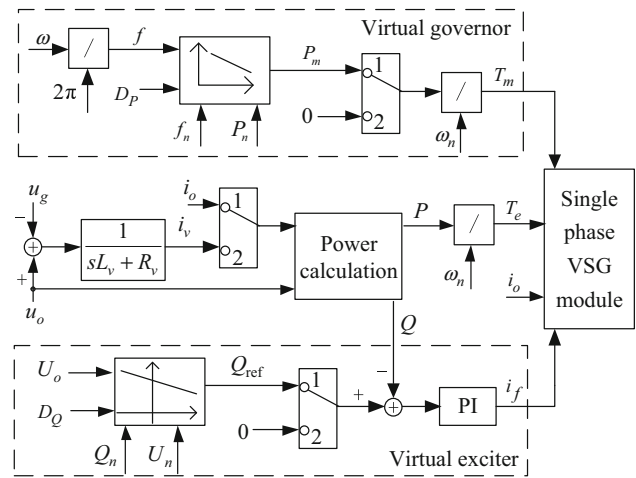 Virtual governor
ω
/
f
2π
D_P
f_n
P_n
P_m
1
0
2
/
ω_n
T_m
u_g
−
+
+
u_o
1
sL_v + R_v
i_o
i_v
1
2
Power
calculation
P
/
ω_n
T_e
Single
phase
VSG
module
i_o
Q
U_o
D_Q
Q_n
U_n
Q_ref
1
0
2
+
−
+
PI
i_f
Virtual exciter